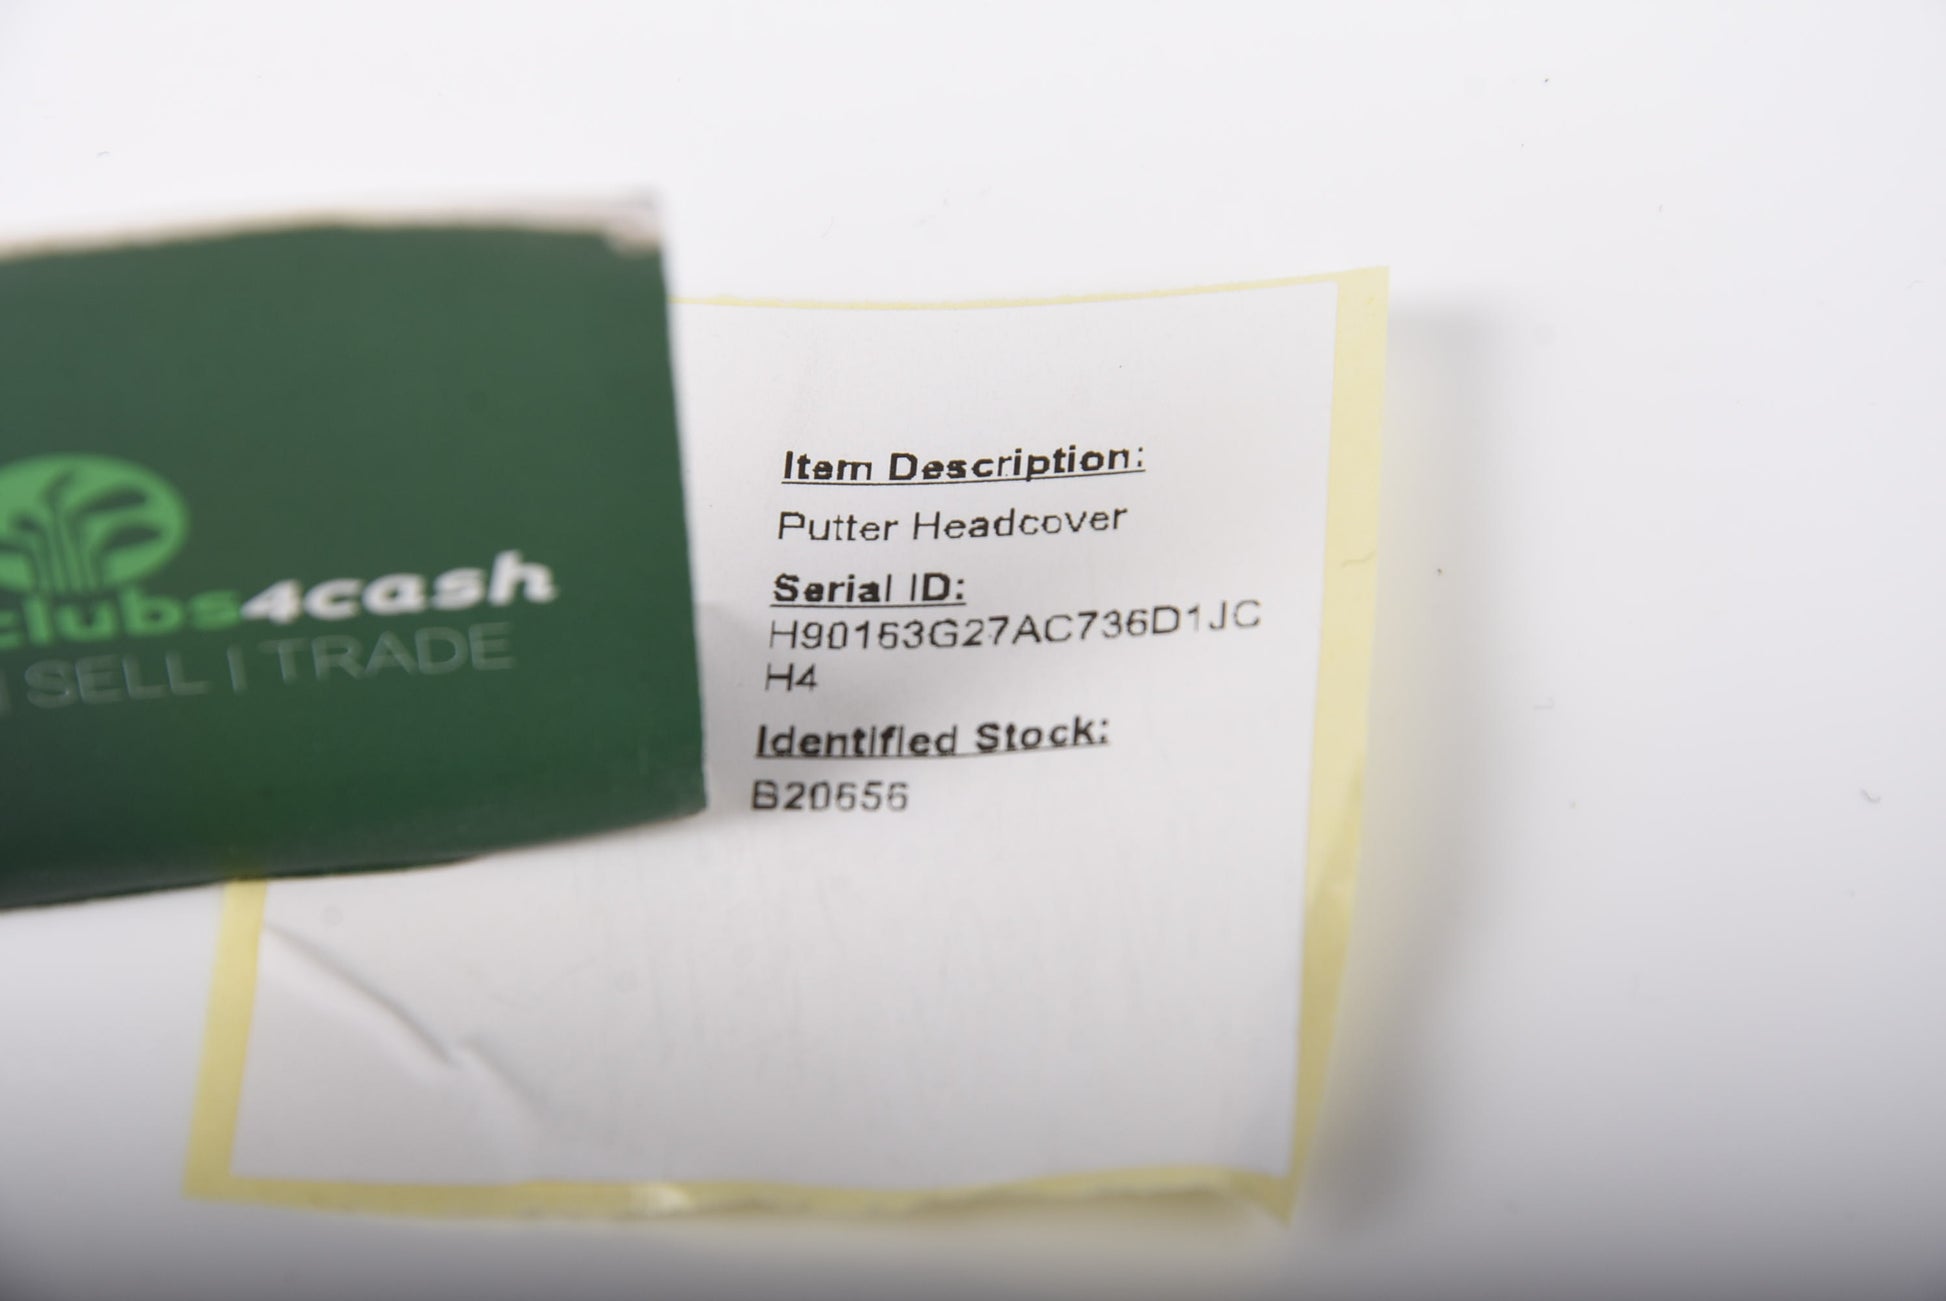 clubs4cash
| SELL | TRADE
Item Description:
Putter Headcover
Serial ID:
H90163G27AC736D1JC
H4
Identified Stock:
B20656